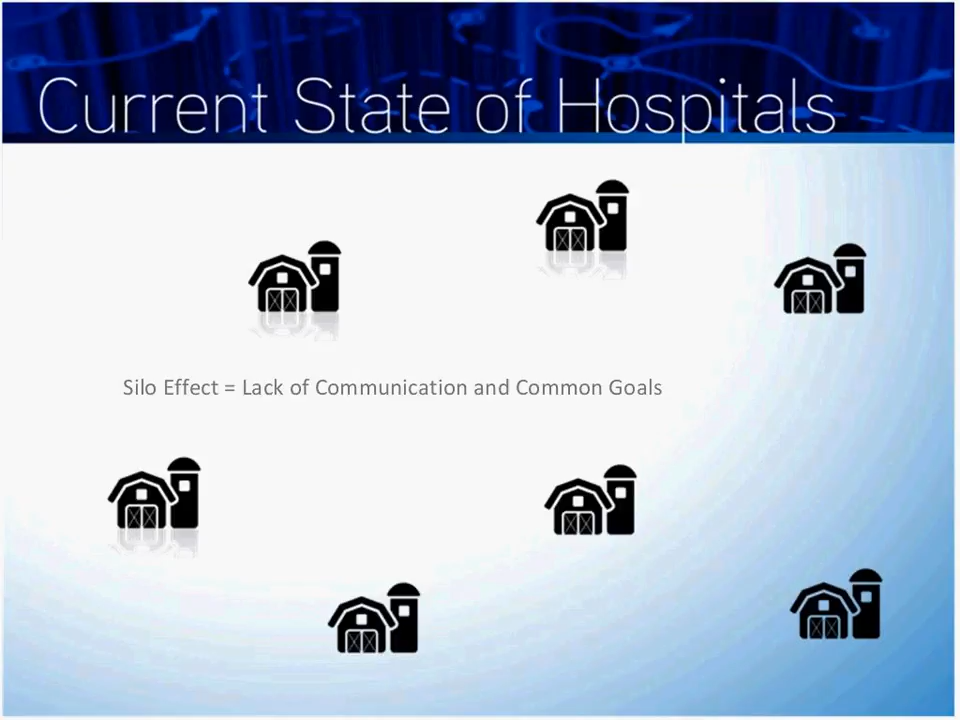 Current State of Hospitals
Silo Effect = Lack of Communication and Common Goals